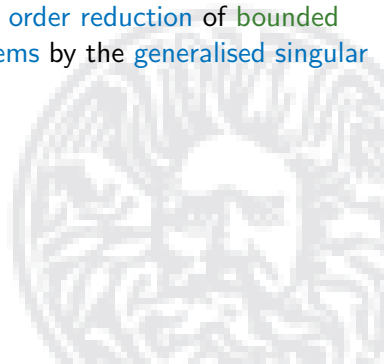 order reduction of bounded
ems by the generalised singular